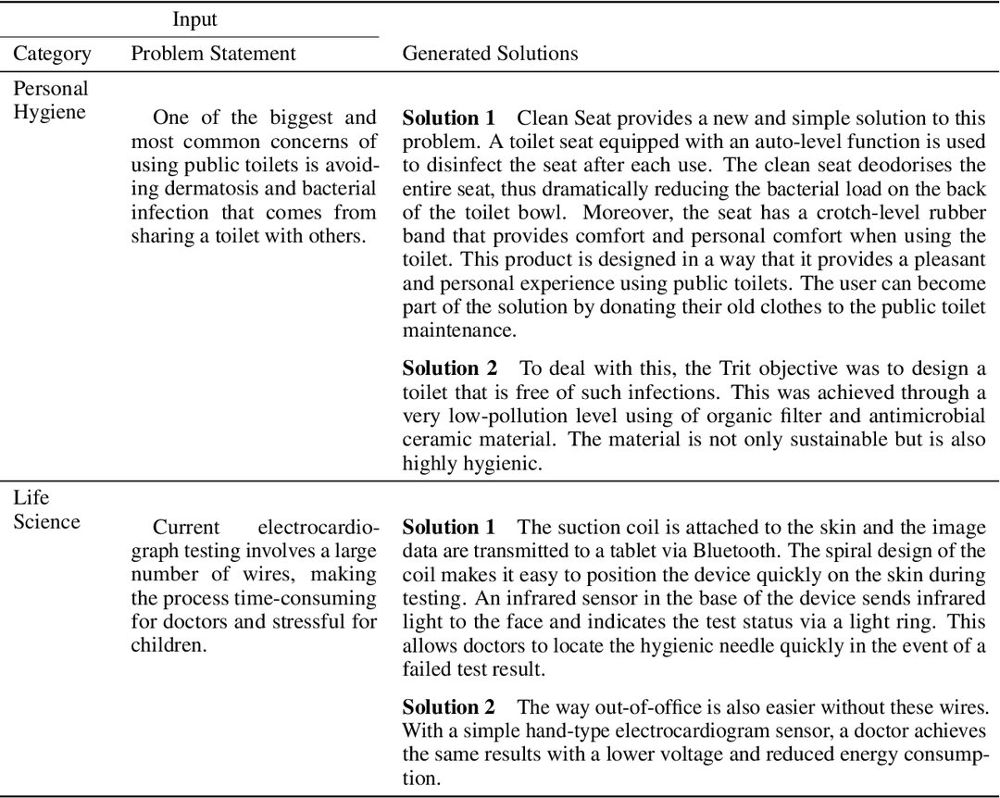 Input
Category Problem Statement Generated Solutions
Personal
Hygiene
One of the biggest and
most common concerns of
using public toilets is avoid-
ing dermatosis and bacterial
infection that comes from
sharing a toilet with others.
Solution 1 Clean Seat provides a new and simple solution to this
problem. A toilet seat equipped with an auto-level function is used
to disinfect the seat after each use. The clean seat deodorises the
entire seat, thus dramatically reducing the bacterial load on the back
of the toilet bowl. Moreover, the seat has a crotch-level rubber
band that provides comfort and personal comfort when using the
toilet. This product is designed in a way that it provides a pleasant
and personal experience using public toilets. The user can become
part of the solution by donating their old clothes to the public toilet
maintenance.
Solution 2 To deal with this, the Trit objective was to design a
toilet that is free of such infections. This was achieved through a
very low-pollution level using of organic filter and antimicrobial
ceramic material. The material is not only sustainable but is also
highly hygienic.
Life
Science
Current electrocardio-
graph testing involves a large
number of wires, making
the process time-consuming
for doctors and stressful for
children.
Solution 1 The suction coil is attached to the skin and the image
data are transmitted to a tablet via Bluetooth. The spiral design of the
coil makes it easy to position the device quickly on the skin during
testing. An infrared sensor in the base of the device sends infrared
light to the face and indicates the test status via a light ring. This
allows doctors to locate the hygienic needle quickly in the event of a
failed test result.
Solution 2 The way out-of-office is also easier without these wires.
With a simple hand-type electrocardiogram sensor, a doctor achieves
the same results with a lower voltage and reduced energy consump-
tion.